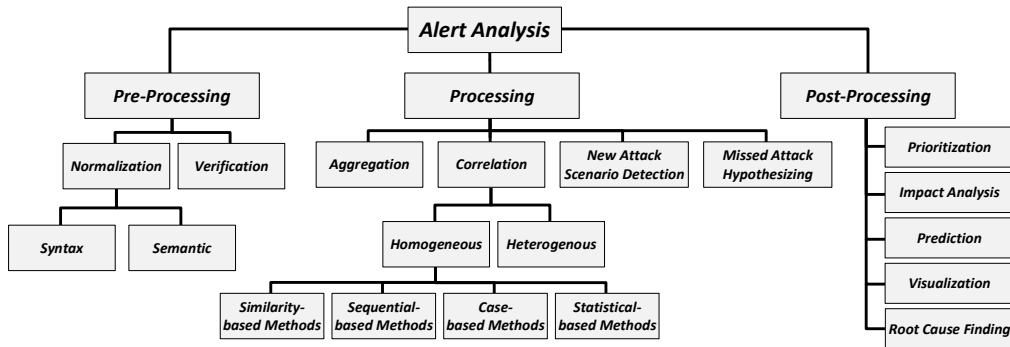 Alert Analysis
Pre-Processing
Processing
Post-Processing
Normalization
Verification
Aggregation
Correlation
New Attack
Scenario Detection
Missed Attack
Hypothesizing
Prioritization
Impact Analysis
Syntax
Semantic
Homogeneous
Heterogenous
Prediction
Visualization
Similarity-
based Methods
Sequential-
based Methods
Case-
based Methods
Statistical-
based Methods
Root Cause Finding